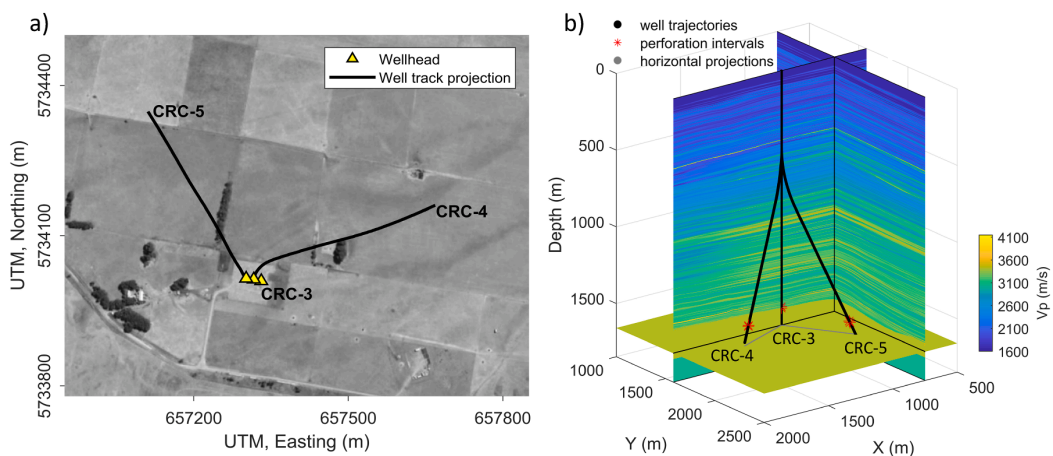 a)
Wellhead
Well track projection
CRC-5
CRC-4
CRC-3
5734400
5734100
5733800
UTM, Northing (m)
657200
657500
657800
UTM, Easting (m)
b)
well trajectories
perforation intervals
horizontal projections
0
500
1000
1500
Depth (m)
CRC-4
CRC-3
CRC-5
1000
1500
2000
2500
Y (m)
2000
1500
1000
500
X (m)
4100
3600
3100
2600
2100
1600
Vp (m/s)